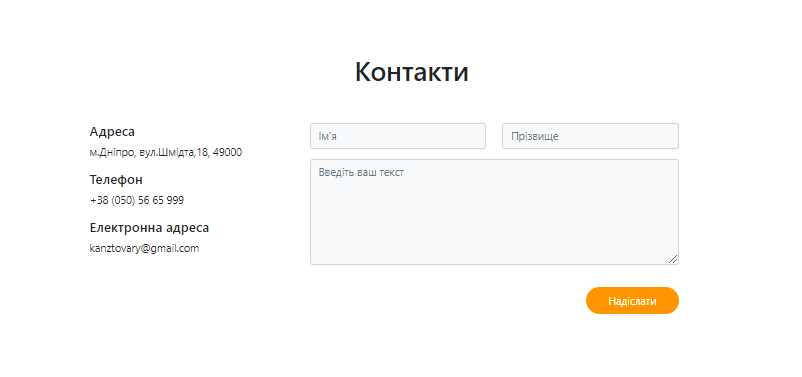 Контакти
Адреса
м.Дніпро, вул.Шмідта,18, 49000
Телефон
+38 (050) 56 65 999
Електронна адреса
kanztovary@gmail.com
Ім'я
Прізвище
Введіть ваш текст
Надіслати